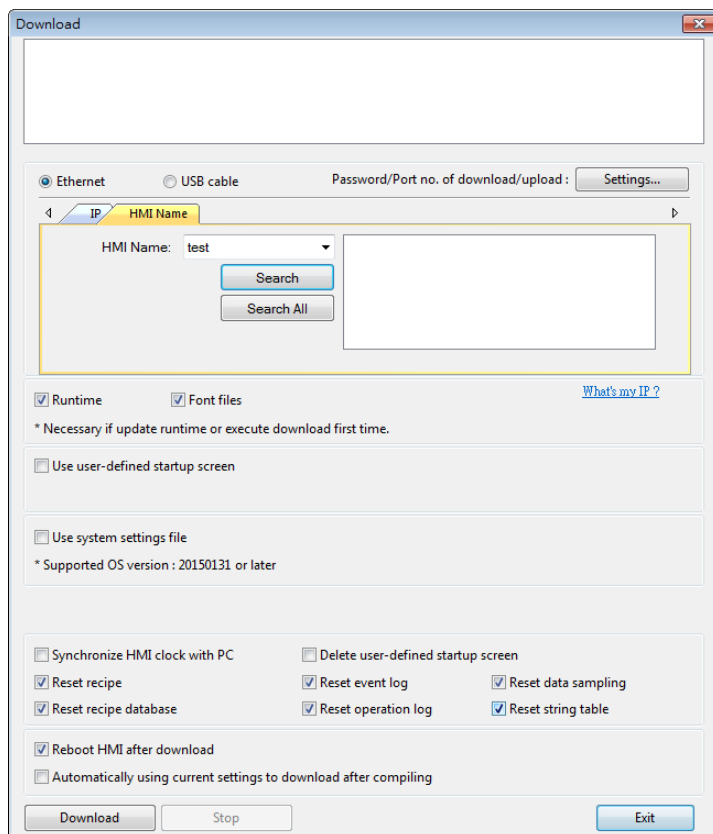 Download
Ethernet USB cable Password/Port no. of download/upload : Settings...
IP HMI Name
HMI Name: test
Search
Search All
Runtime Font files What's my IP ?
* Necessary if update runtime or execute download first time.
Use user-defined startup screen
Use system settings file
* Supported OS version : 20150131 or later
Synchronize HMI clock with PC Delete user-defined startup screen
Reset recipe Reset event log Reset data sampling
Reset recipe database Reset operation log Reset string table
Reboot HMI after download
Automatically using current settings to download after compiling
Download Stop Exit